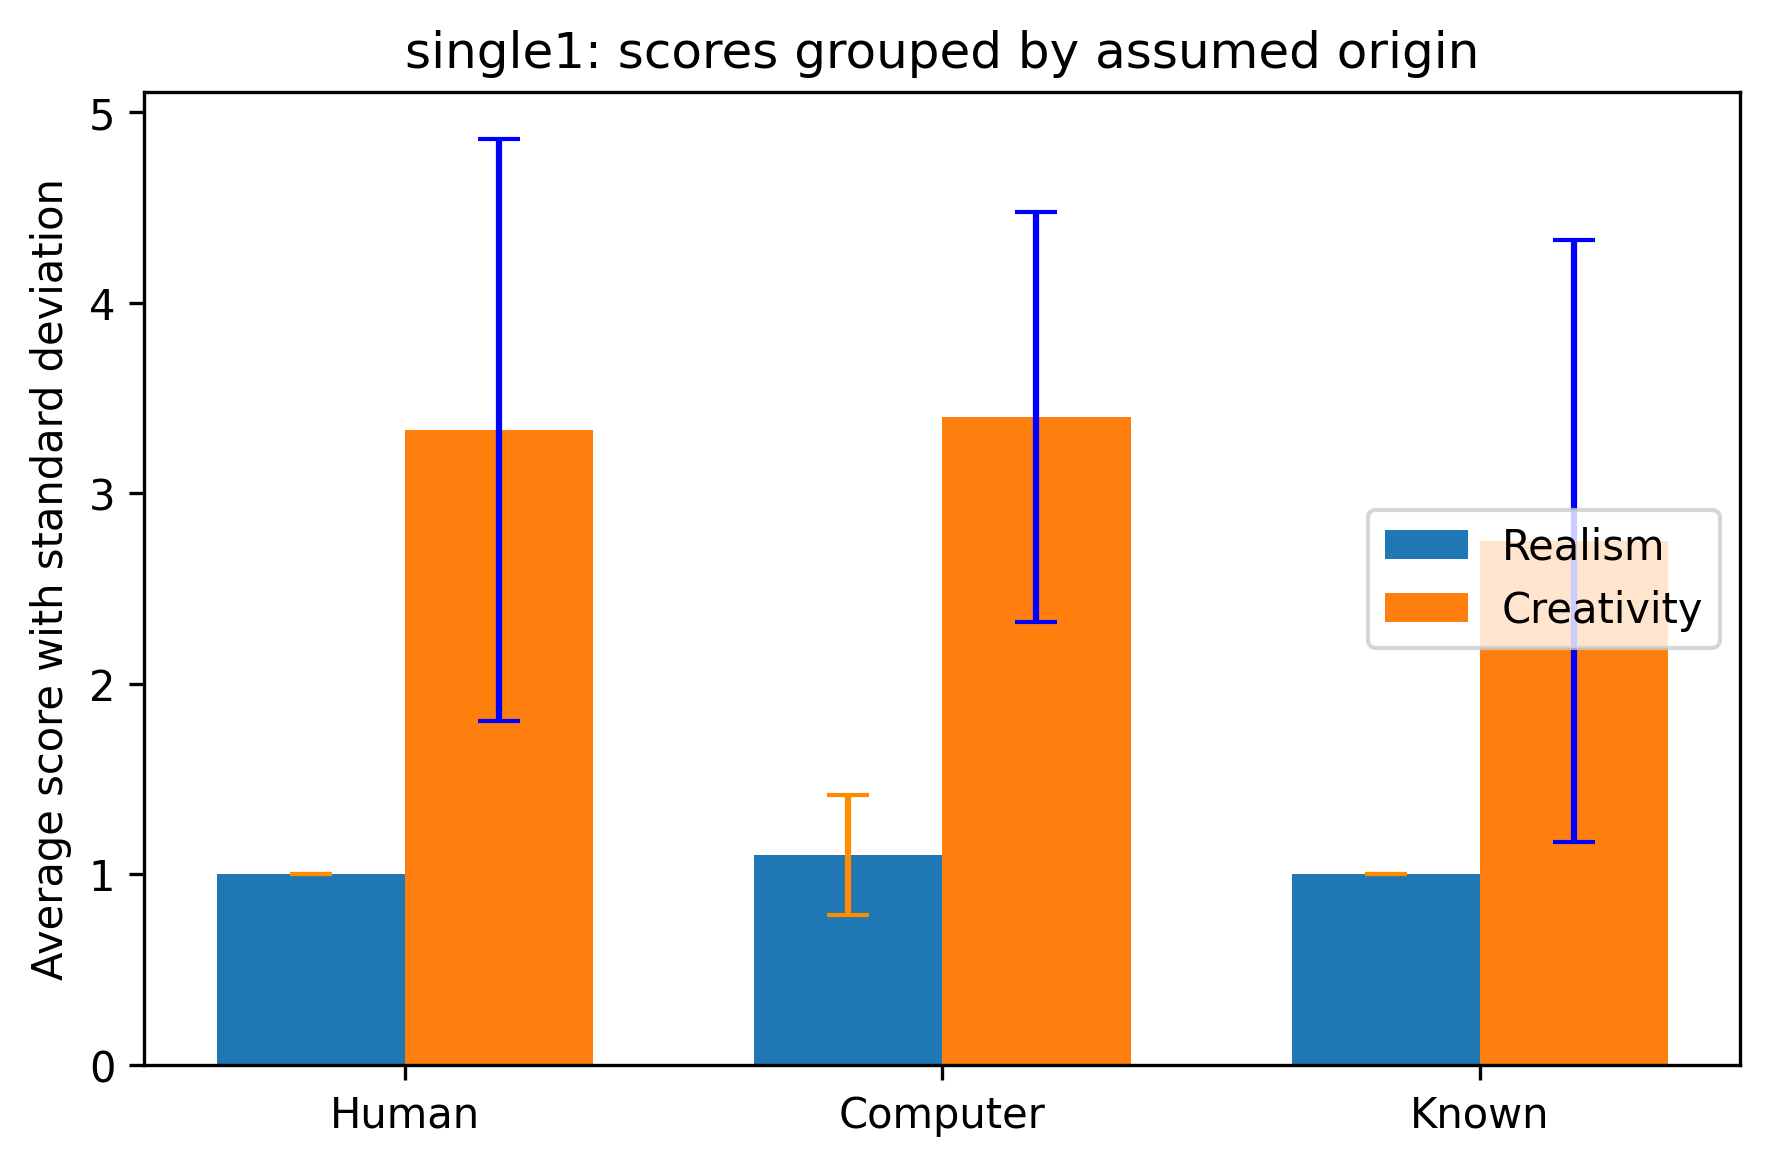 single1: scores grouped by assumed origin
Average score with standard deviation
5
4
3
2
1
0
Realism
Creativity
Human
Computer
Known